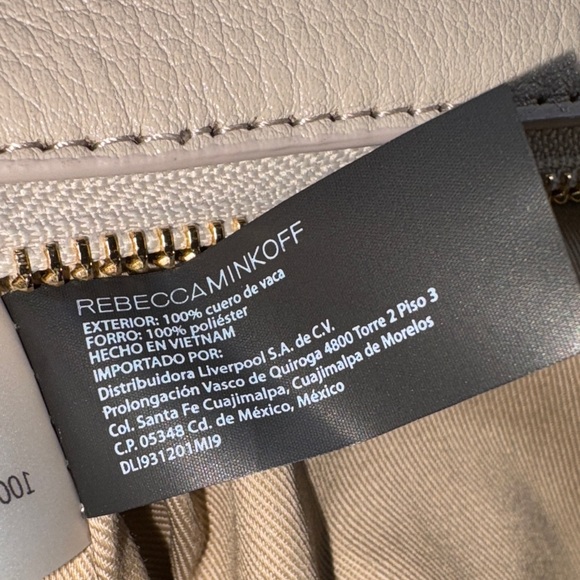 REBECCAMINKOFF
EXTERIOR: 100% cuero de vaca
FORRO: 100% poliéster
HECHO EN VIETNAM
IMPORTADO POR:
Distribuidora Liverpool S.A. de C.V.
Prolongación Vasco de Quiroga 4800 Torre 2 Piso 3
Col. Santa Fe Cuajimalpa, Cuajimalpa de Morelos
C.P. 05348 Cd. de México, México
DLI931201MI9